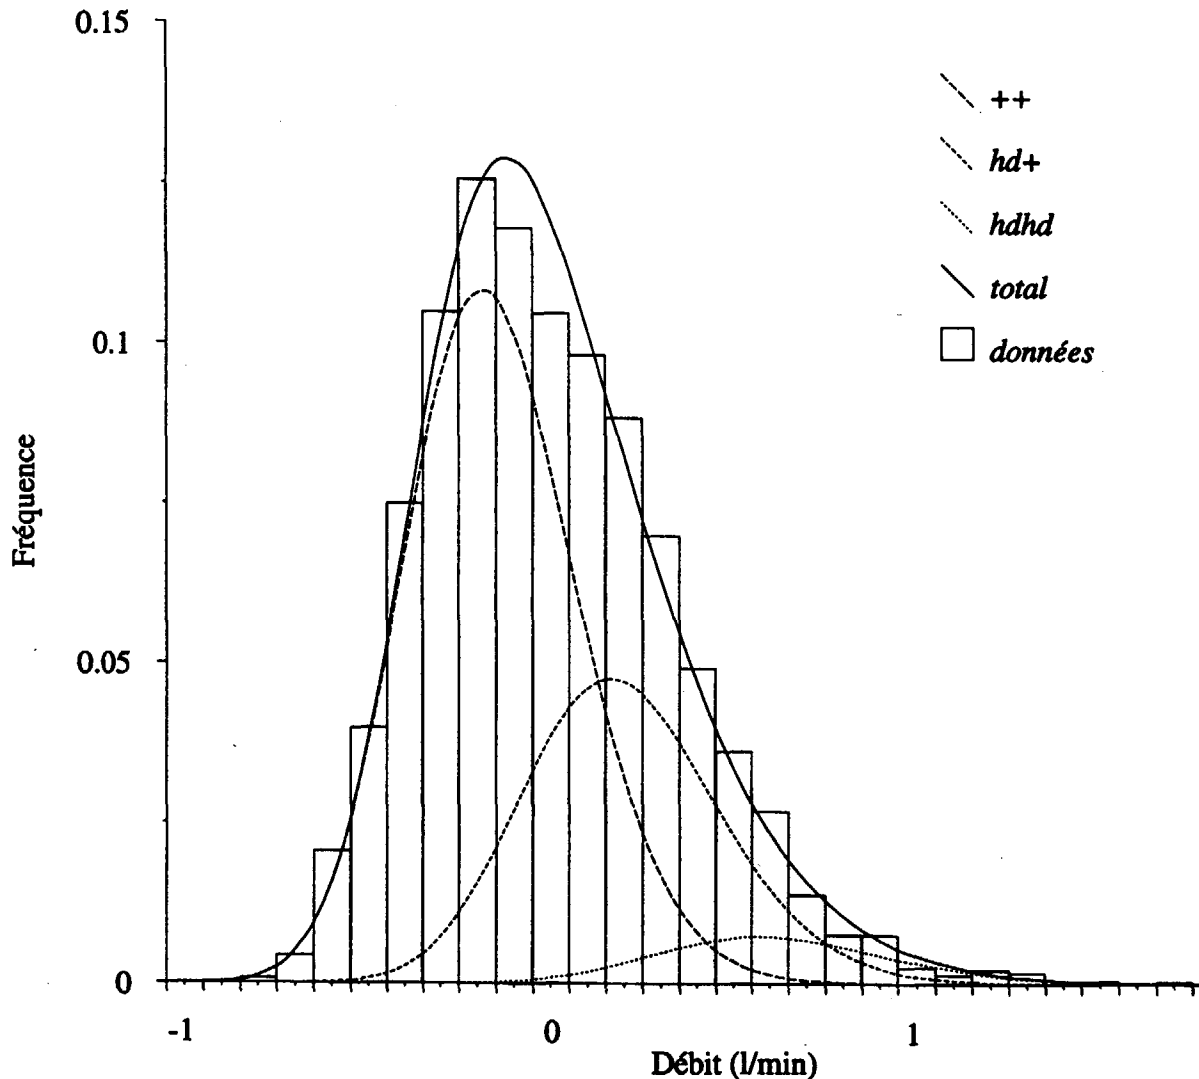 0.15
0.1
0.05
0
Fréquence
++
hd+
hdhd
total
données
-1
0
1
Débit (l/min)